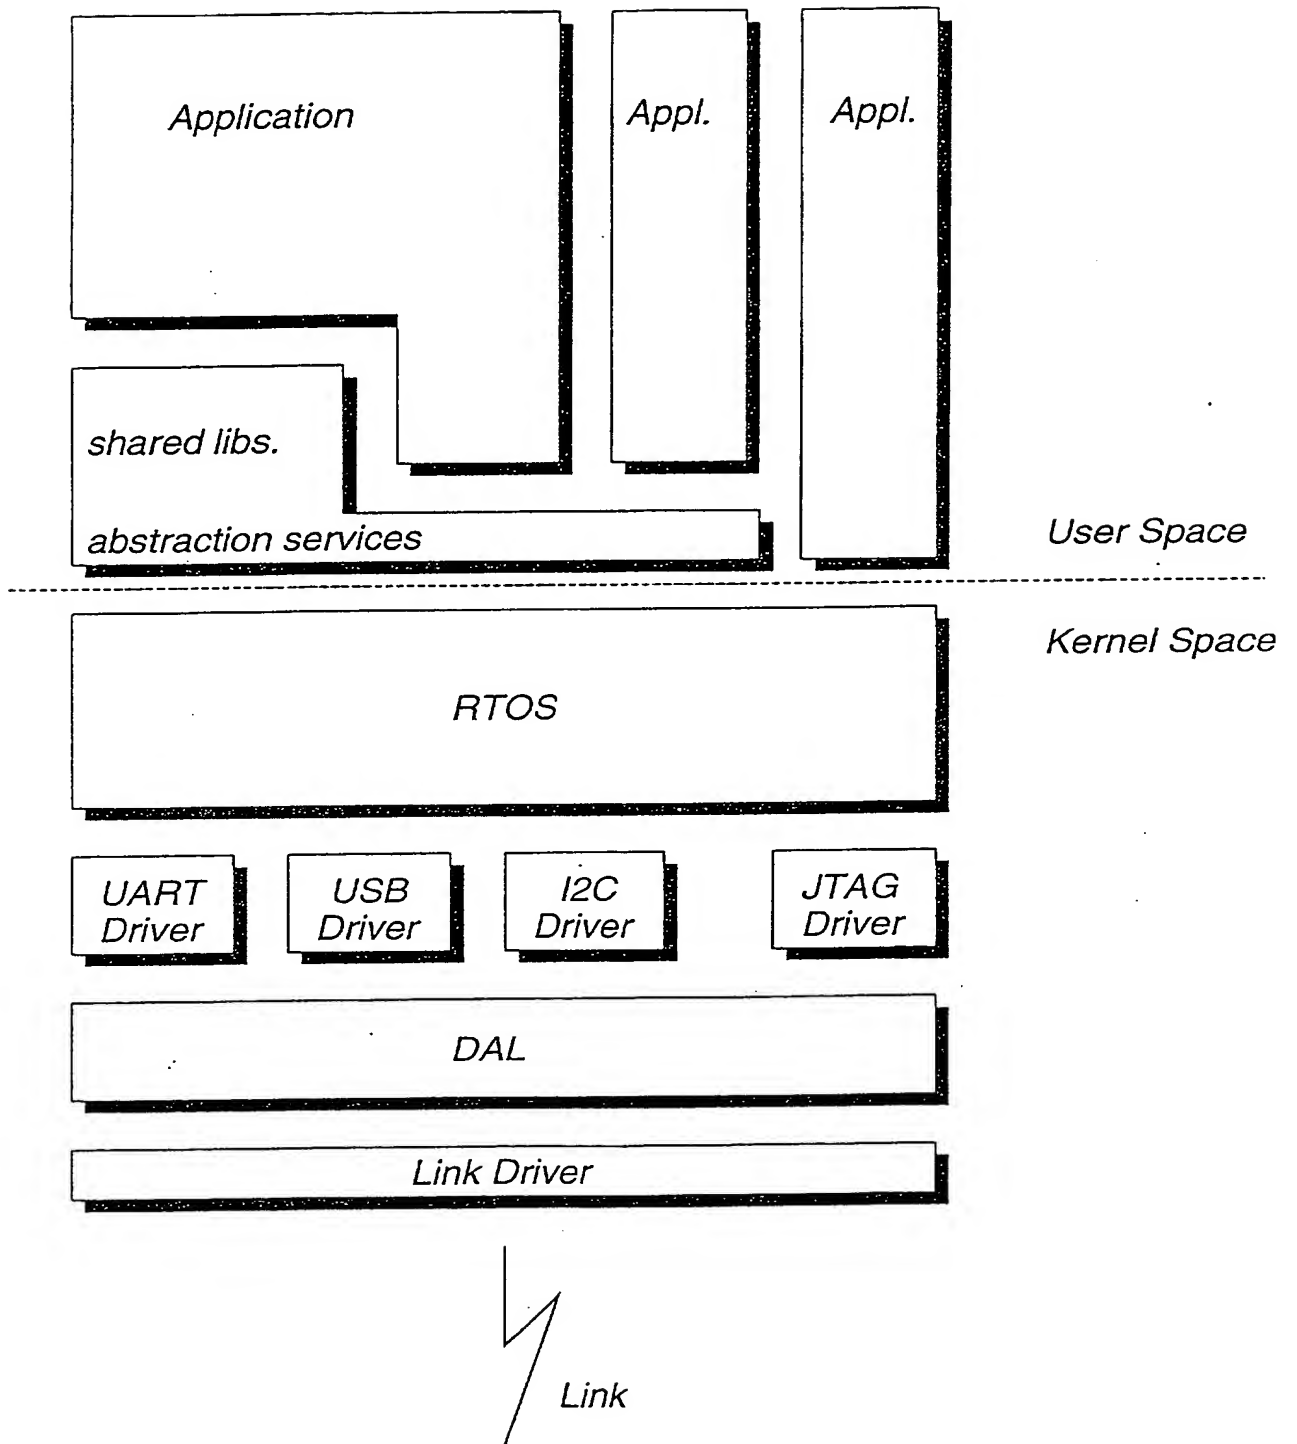 Application
Appl.
Appl.
shared libs.
abstraction services
User Space
Kernel Space
RTOS
UART
Driver
USB
Driver
I2C
Driver
JTAG
Driver
DAL
Link Driver
Link